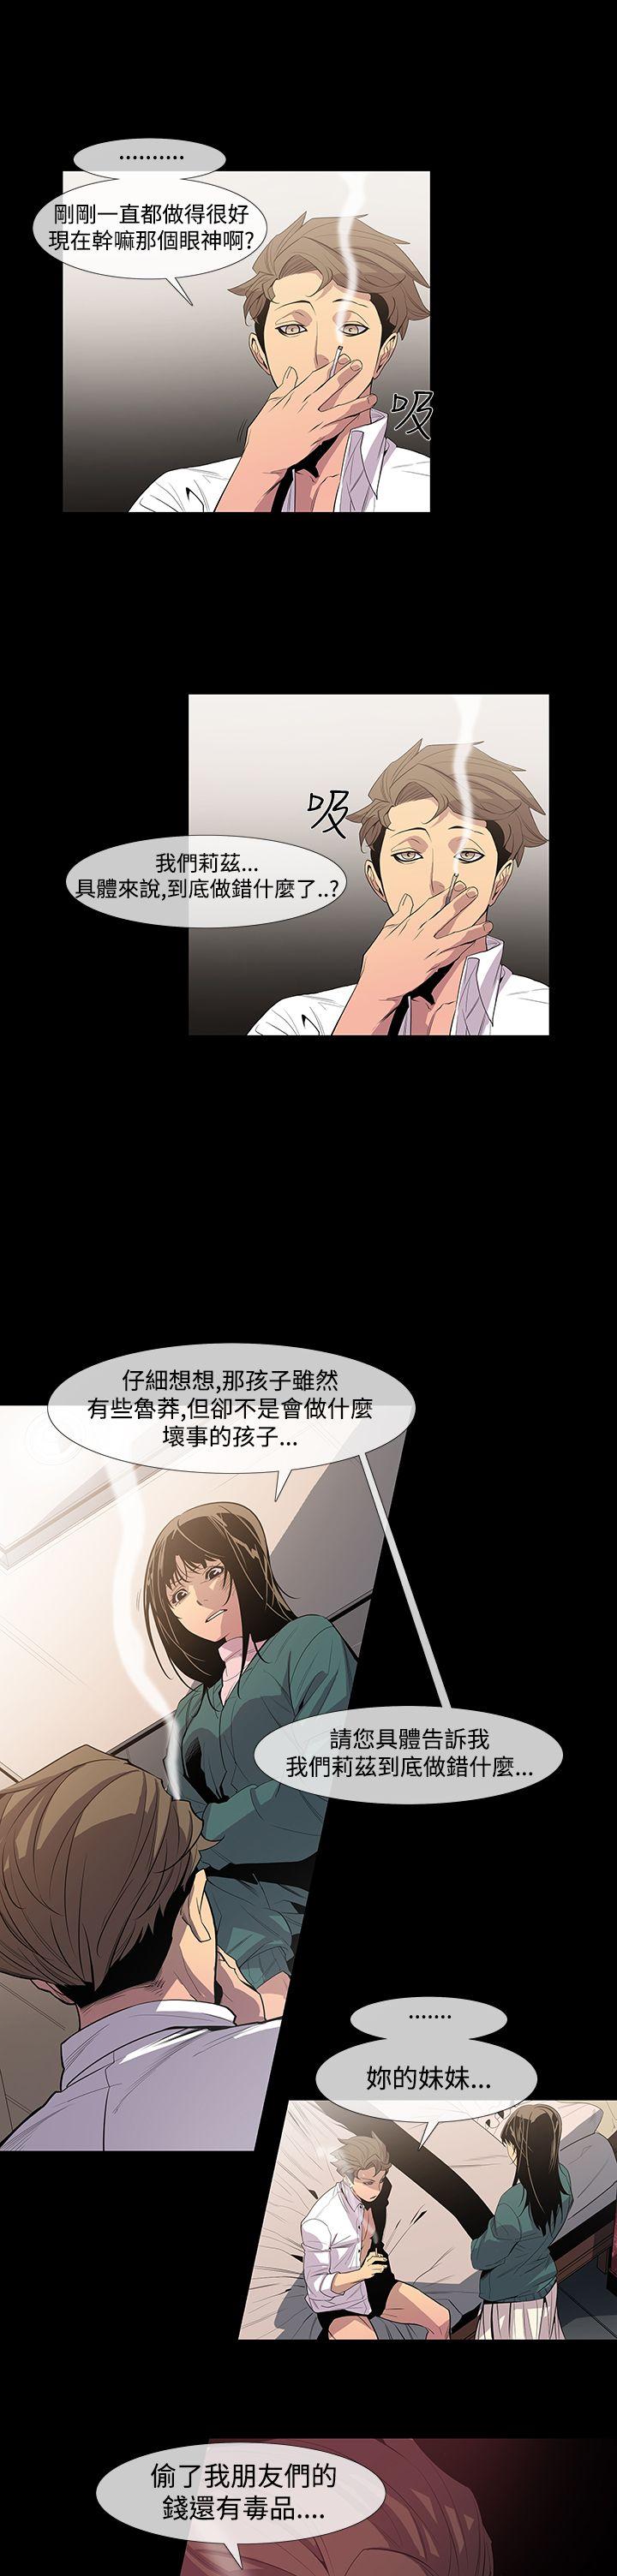 ..........
剛剛一直都做得很好
現在幹嘛那個眼神啊?
吸
吸
我們莉茲...
具體來說,到底做錯什麼了..?
仔細想想,那孩子雖然
有些魯莽,但卻不是會做什麼
壞事的孩子...
請您具體告訴我
我們莉茲到底做錯什麼...
.......
妳的妹妹...
偷了我朋友們的
錢還有毒品....